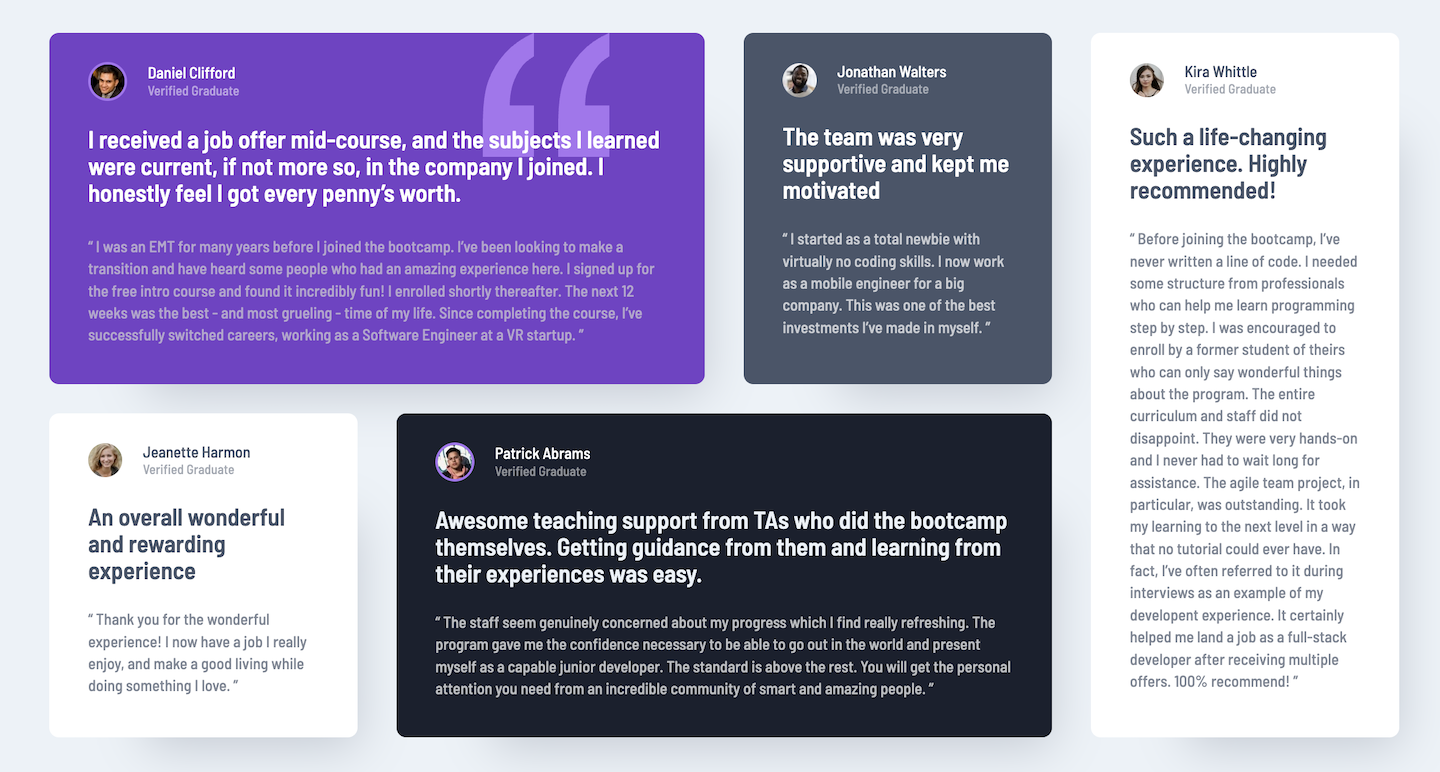 Daniel Clifford
Verified Graduate
I received a job offer mid-course, and the subjects I learned
were current, if not more so, in the company I joined. I
honestly feel I got every penny’s worth.
“ I was an EMT for many years before I joined the bootcamp. I’ve been looking to make a
transition and have heard some people who had an amazing experience here. I signed up for
the free intro course and found it incredibly fun! I enrolled shortly thereafter. The next 12
weeks was the best - and most grueling - time of my life. Since completing the course, I’ve
successfully switched careers, working as a Software Engineer at a VR startup. ”
Jonathan Walters
Verified Graduate
The team was very
supportive and kept me
motivated
“ I started as a total newbie with
virtually no coding skills. I now work
as a mobile engineer for a big
company. This was one of the best
investments I’ve made in myself. ”
Kira Whittle
Verified Graduate
Such a life-changing
experience. Highly
recommended!
“ Before joining the bootcamp, I’ve
never written a line of code. I needed
some structure from professionals
who can help me learn programming
step by step. I was encouraged to
enroll by a former student of theirs
who can only say wonderful things
about the program. The entire
curriculum and staff did not
disappoint. They were very hands-on
and I never had to wait long for
assistance. The agile team project, in
particular, was outstanding. It took
my learning to the next level in a way
that no tutorial could ever have. In
fact, I’ve often referred to it during
interviews as an example of my
developent experience. It certainly
helped me land a job as a full-stack
developer after receiving multiple
offers. 100% recommend! ”
Jeanette Harmon
Verified Graduate
An overall wonderful
and rewarding
experience
“ Thank you for the wonderful
experience! I now have a job I really
enjoy, and make a good living while
doing something I love. ”
Patrick Abrams
Verified Graduate
Awesome teaching support from TAs who did the bootcamp
themselves. Getting guidance from them and learning from
their experiences was easy.
“ The staff seem genuinely concerned about my progress which I find really refreshing. The
program gave me the confidence necessary to be able to go out in the world and present
myself as a capable junior developer. The standard is above the rest. You will get the personal
attention you need from an incredible community of smart and amazing people. ”